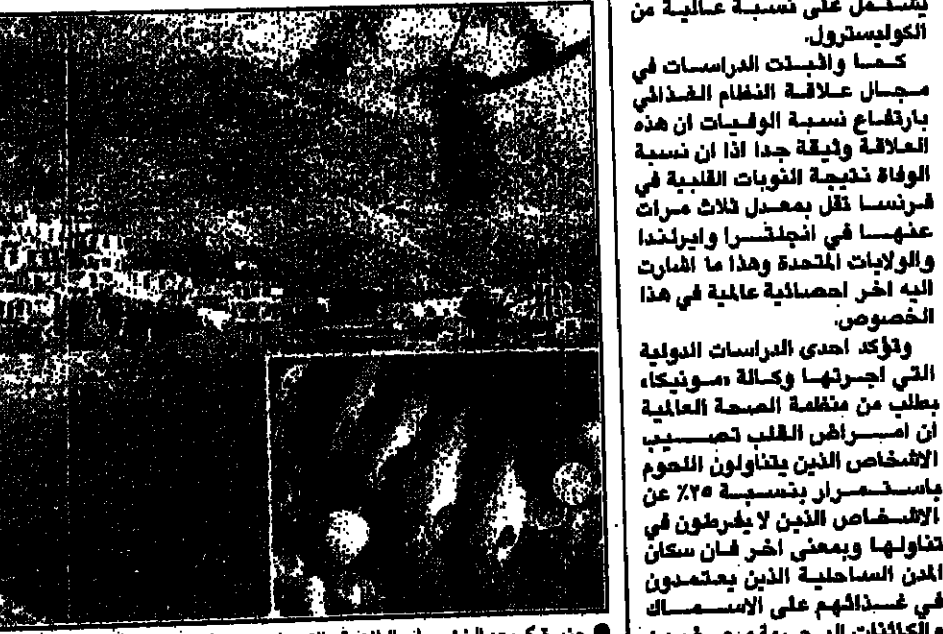 يشتمل على نسبة عالية من
الكوليسترول.
كما واثبتت الدراسات في
مجال علاقة النظام الغذائي
بارتفاع نسبة الوفيات ان هذه
العلاقة وثيقة جدا اذا ان نسبة
الوفاة نتيجة النوبات القلبية في
فرنسا تقل بمعدل ثلاث مرات
عنها في انجلترا وايرلندا
والولايات المتحدة وهذا ما اشارت
اليه اخر احصائية عالمية في هذا
الخصوص.
وتؤكد احدى الدراسات الدولية
التي اجرتها وكالة «مونيكا»
بطلب من منظمة الصحة العالمية
ان امراض القلب تصيب
الاشخاص الذين يتناولون اللحوم
باستمرار بنسبة ٢٥٪ عن
الاشخاص الذين لا يفرطون في
تناولها وبمعنى اخر فان سكان
المدن الساحلية الذين يعتمدون
في غذائهم على الاسماك
والكائنات